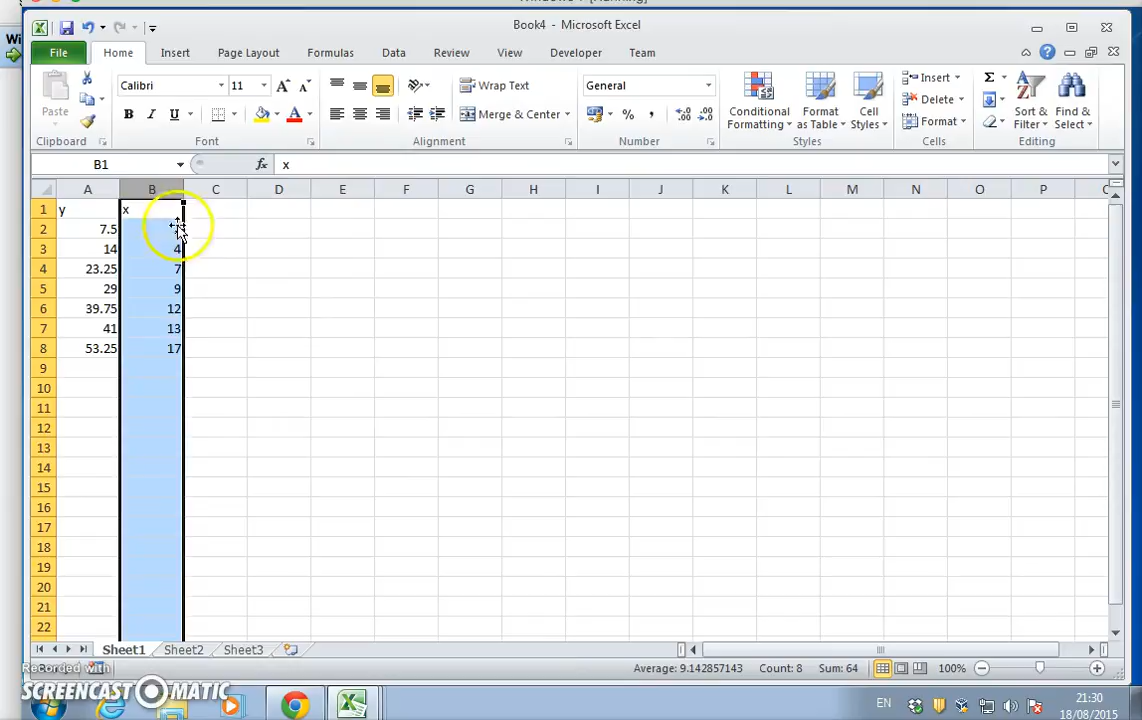 Book4 - Microsoft Excel
File Home Insert Page Layout Formulas Data Review View Developer Team
Paste
Clipboard
Calibri 11
B I U
Font
Wrap Text
Merge & Center
Alignment
General
% ,
Number
Conditional Formatting
Format as Table
Cell Styles
Styles
Insert
Delete
Format
Cells
Sort & Filter
Find & Select
Editing
B1 fx x
A B C D E F G H I J K L M N O P
1 y x
2 7.5
3 14 4
4 23.25 7
5 29 9
6 39.75 12
7 41 13
8 53.25 17
9
10
11
12
13
14
15
16
17
18
19
20
21
22
Sheet1 Sheet2 Sheet3
Recorded with
Average: 9.142857143 Count: 8 Sum: 64 100%
SCREENCAST MATIC
EN
21:30
18/08/2015